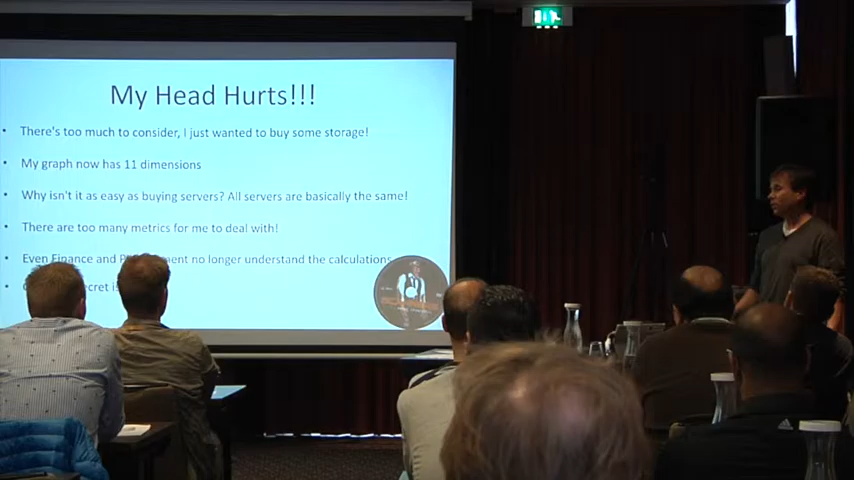 My Head Hurts!!!
• There's too much to consider, I just wanted to buy some storage!
• My graph now has 11 dimensions
• Why isn't it as easy as buying servers? All servers are basically the same!
• There are too many metrics for me to deal with!
• Even Finance and no longer understand the calculations
•